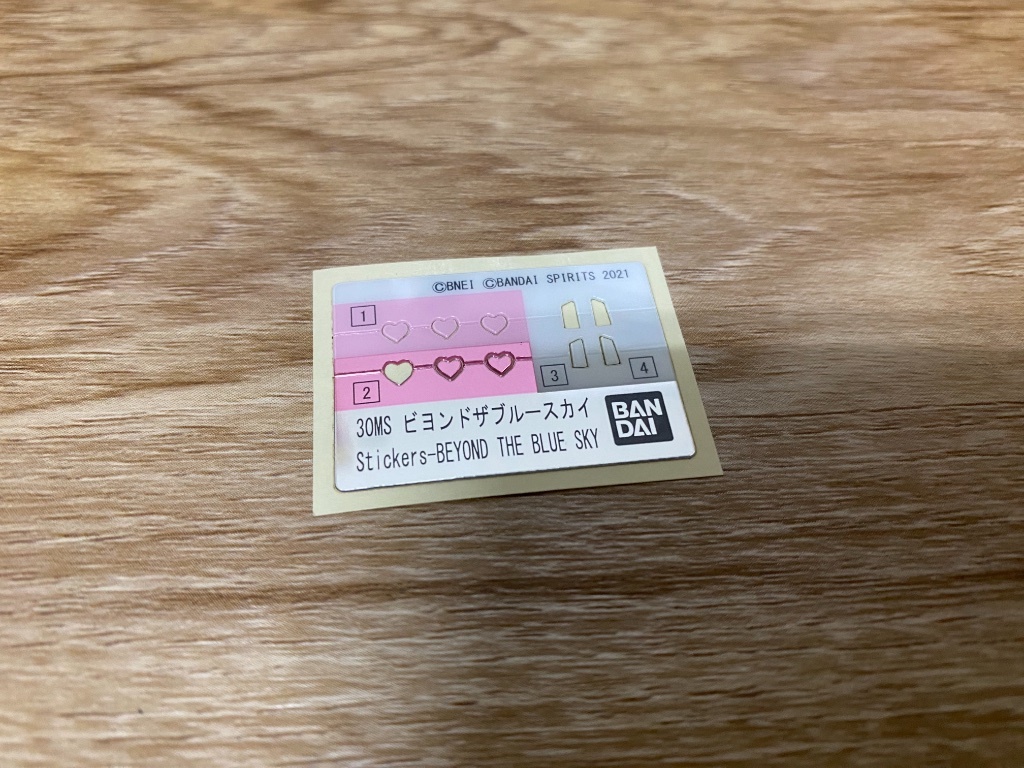 ©BNEI ©BANDAI SPIRITS 2021
1
2
3
4
30MS ビヨンドザブルースカイ
Stickers-BEYOND THE BLUE SKY
BAN
DAI